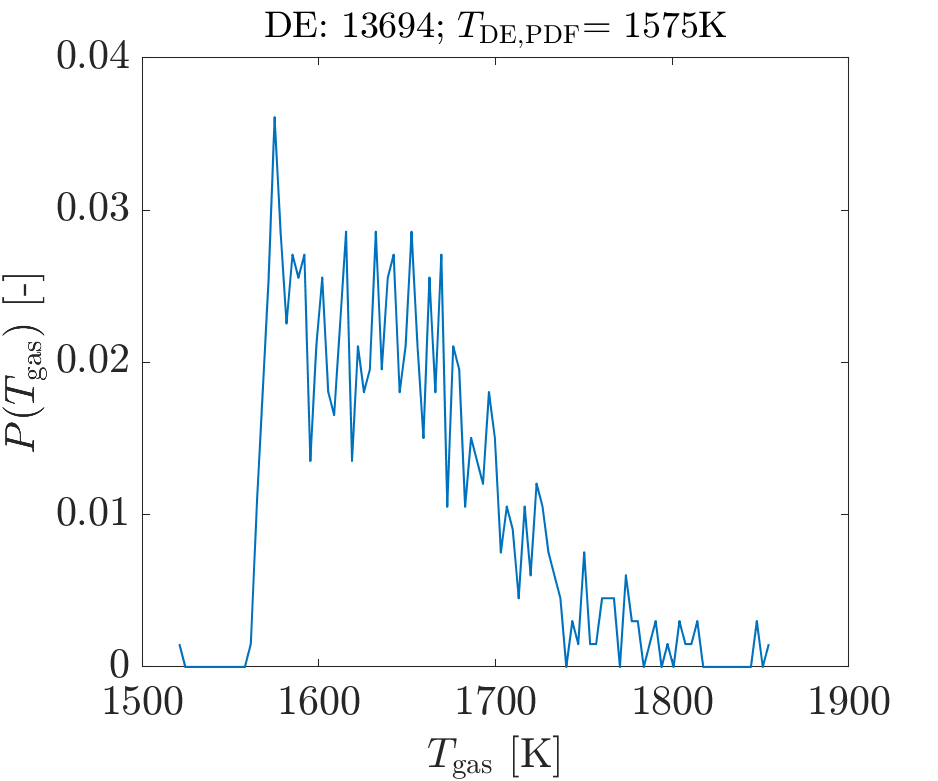 DE: 13694; T_DE,PDF= 1575K
0.04
0.03
0.02
0.01
0
P(T_gas) [-]
1500 1600 1700 1800 1900
T_gas [K]